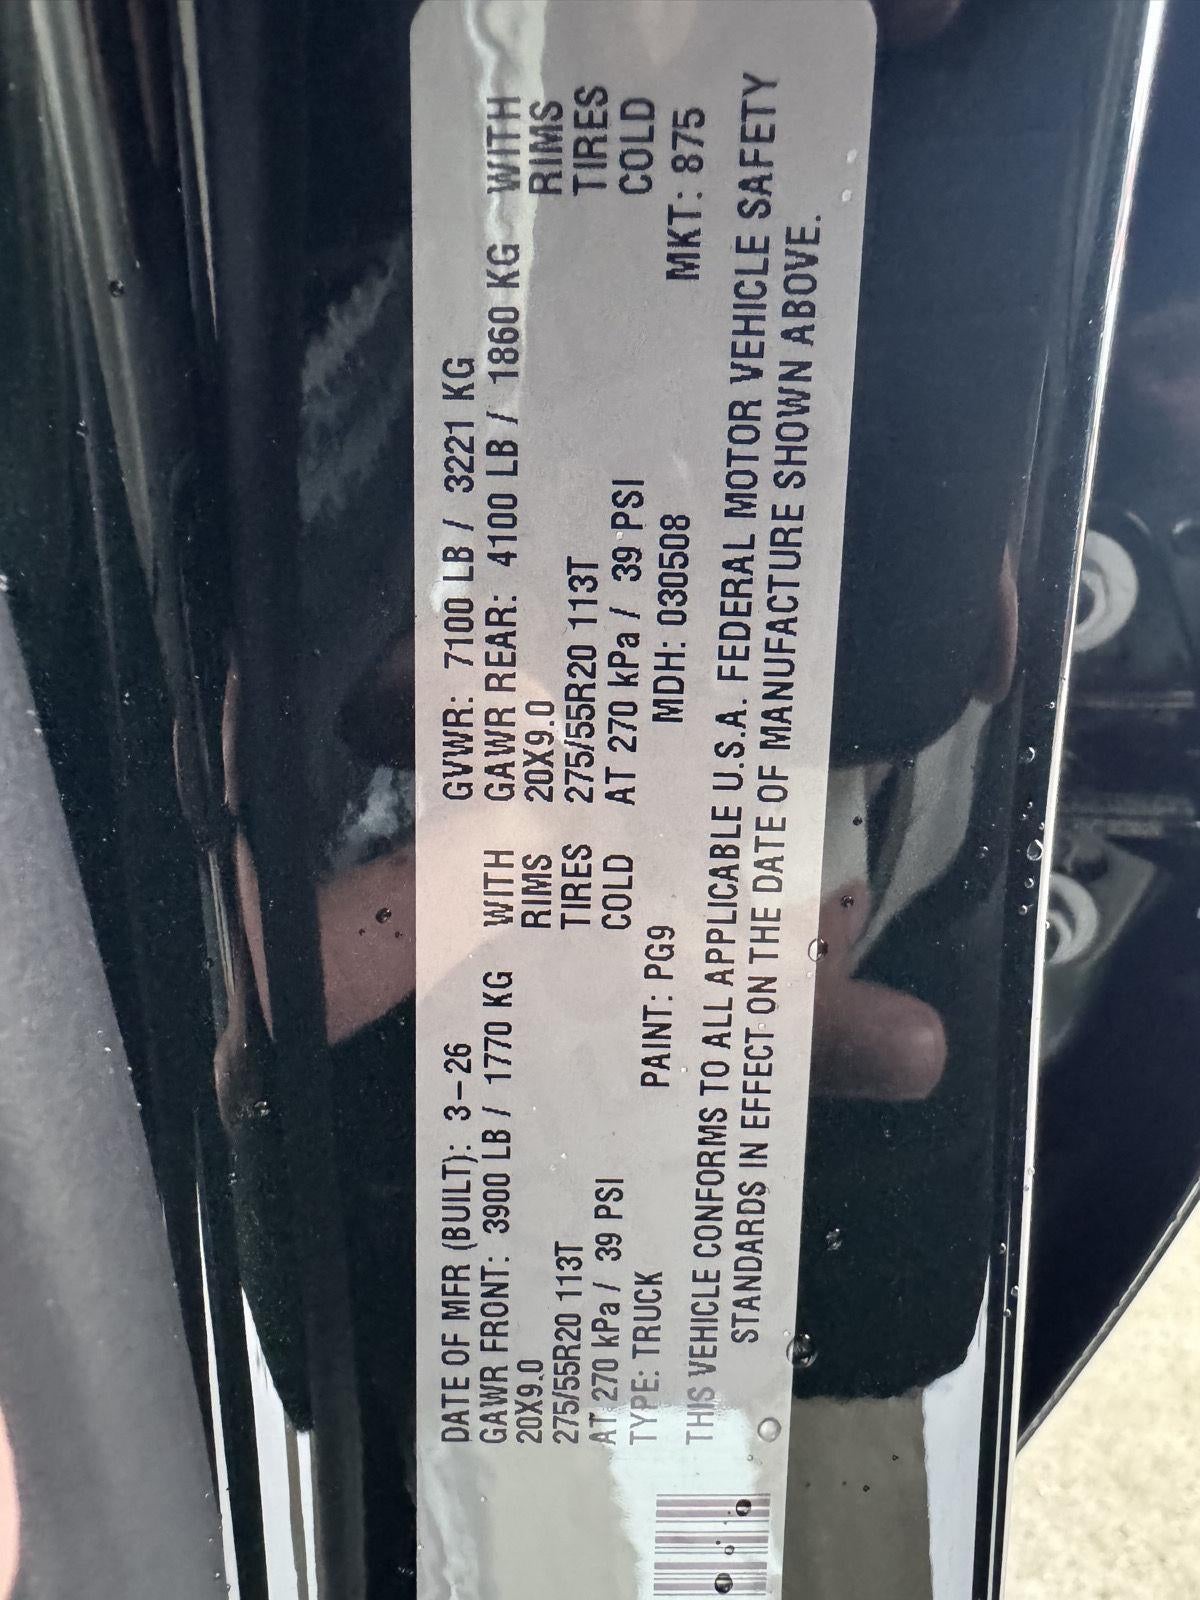 DATE OF MFR (BUILT): 3-26 GVWR: 7100 LB / 3221 KG
GAWR FRONT: 3900 LB / 1770 KG WITH GAWR REAR: 4100 LB / 1860 KG WITH
20X9.0 RIMS 20X9.0 RIMS
275/55R20 113T TIRES 275/55R20 113T TIRES
AT 270 kPa / 39 PSI COLD AT 270 kPa / 39 PSI COLD
TYPE: TRUCK PAINT: PG9 MDH: 030508 MKT: 875
THIS VEHICLE CONFORMS TO ALL APPLICABLE U.S.A. FEDERAL MOTOR VEHICLE SAFETY
STANDARDS IN EFFECT ON THE DATE OF MANUFACTURE SHOWN ABOVE.